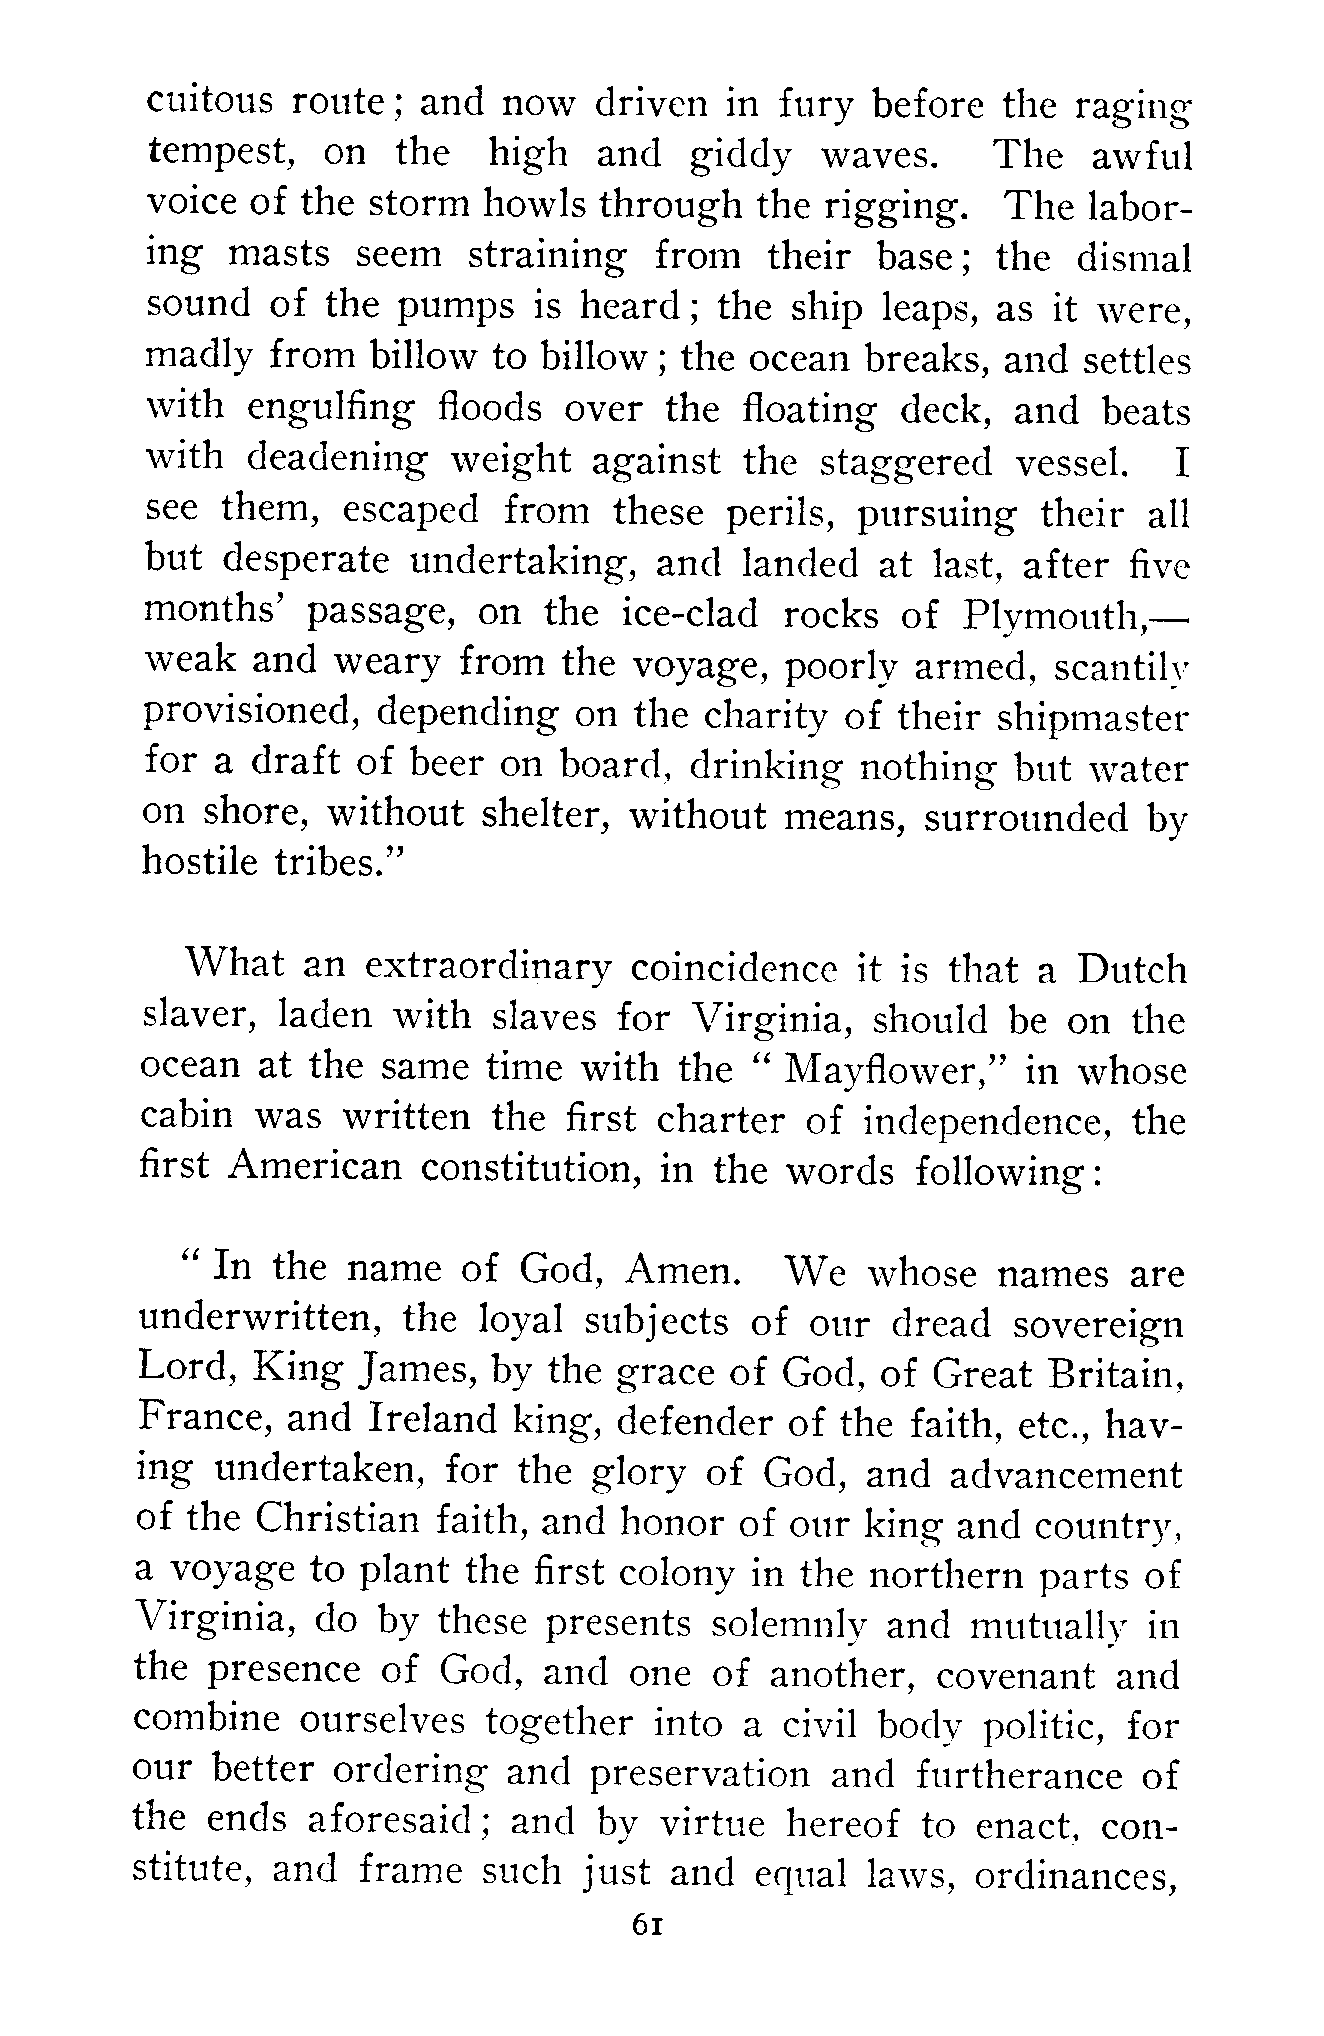 cuitous route; and now driven in fury before the raging
tempest, on the high and giddy waves. The awful
voice of the storm howls through the rigging. The labor-
ing masts seem straining from their base; the dismal
sound of the pumps is heard; the ship leaps, as it were,
madly from billow to billow; the ocean breaks, and settles
with engulfing floods over the floating deck, and beats
with deadening weight against the staggered vessel. I
see them, escaped from these perils, pursuing their all
but desperate undertaking, and landed at last, after five
months' passage, on the ice-clad rocks of Plymouth,—
weak and weary from the voyage, poorly armed, scantily
provisioned, depending on the charity of their shipmaster
for a draft of beer on board, drinking nothing but water
on shore, without shelter, without means, surrounded by
hostile tribes."
What an extraordinary coincidence it is that a Dutch
slaver, laden with slaves for Virginia, should be on the
ocean at the same time with the "Mayflower," in whose
cabin was written the first charter of independence, the
first American constitution, in the words following:
"In the name of God, Amen. We whose names are
underwritten, the loyal subjects of our dread sovereign
Lord, King James, by the grace of God, of Great Britain,
France, and Ireland king, defender of the faith, etc., hav-
ing undertaken, for the glory of God, and advancement
of the Christian faith, and honor of our king and country,
a voyage to plant the first colony in the northern parts of
Virginia, do by these presents solemnly and mutually in
the presence of God, and one of another, covenant and
combine ourselves together into a civil body politic, for
our better ordering and preservation and furtherance of
the ends aforesaid; and by virtue hereof to enact, con-
stitute, and frame such just and equal laws, ordinances,
61